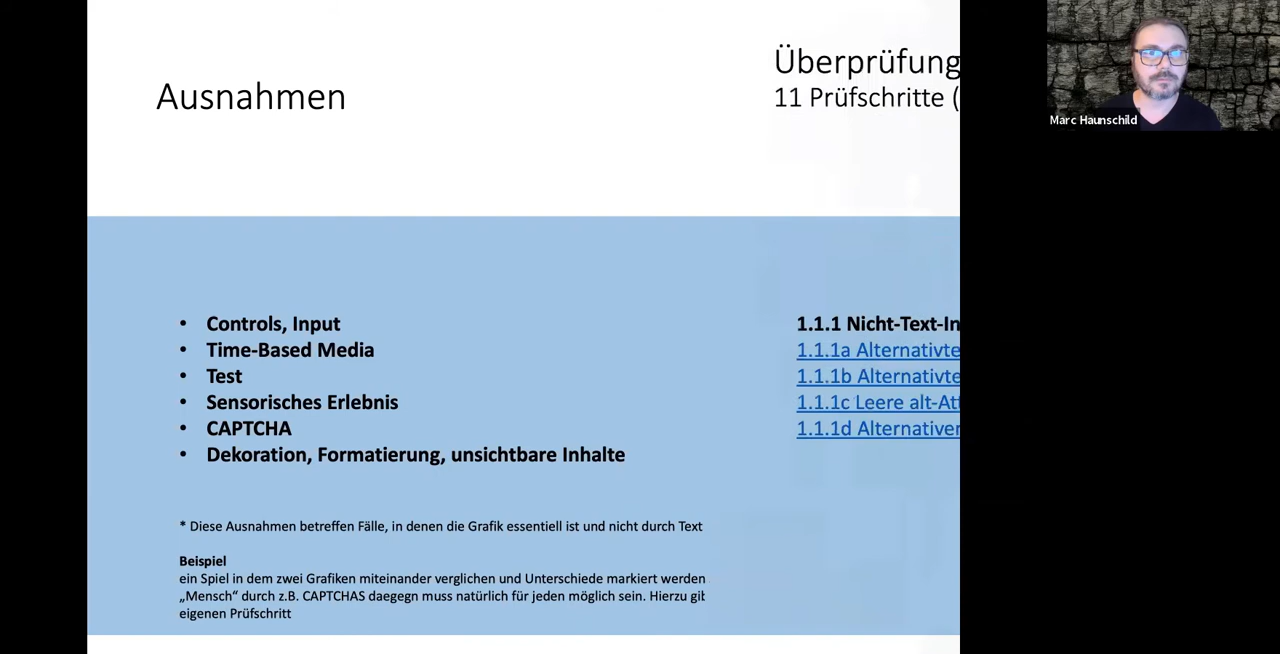 Ausnahmen
Überprüfung
11 Prüfschritte (
Marc Haunschild
• Controls, Input
• Time-Based Media
• Test
• Sensorisches Erlebnis
• CAPTCHA
• Dekoration, Formatierung, unsichtbare Inhalte
* Diese Ausnahmen betreffen Fälle, in denen die Grafik essentiell ist und nicht durch Text
Beispiel
ein Spiel in dem zwei Grafiken miteinander verglichen und Unterschiede markiert werden
„Mensch“ durch z.B. CAPTCHAS daegegn muss natürlich für jeden möglich sein. Hierzu gib
eigenen Prüfschritt
1.1.1 Nicht-Text-In
1.1.1a Alternativte
1.1.1b Alternativte
1.1.1c Leere alt-Att
1.1.1d Alternativen